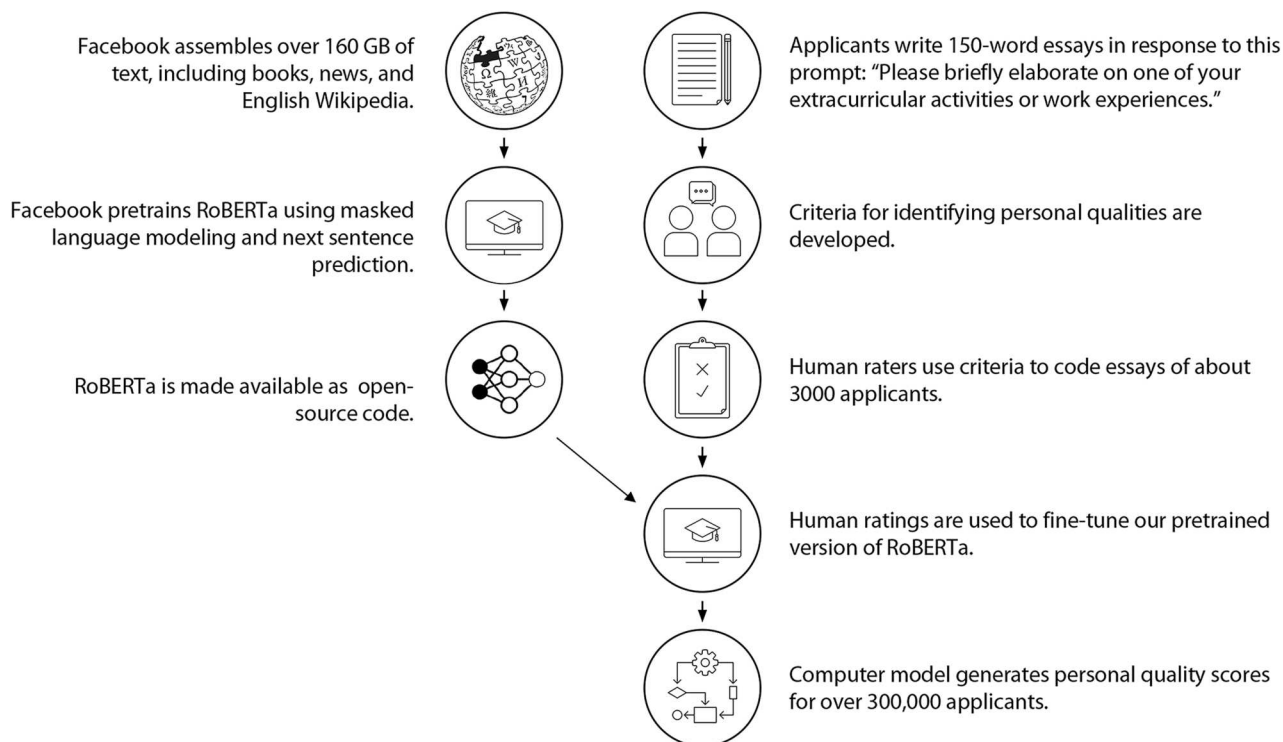 Facebook assembles over 160 GB of
text, including books, news, and
English Wikipedia.
Facebook pretrains RoBERTa using masked
language modeling and next sentence
prediction.
RoBERTa is made available as open-
source code.
Applicants write 150-word essays in response to this
prompt: “Please briefly elaborate on one of your
extracurricular activities or work experiences.”
Criteria for identifying personal qualities are
developed.
Human raters use criteria to code essays of about
3000 applicants.
Human ratings are used to fine-tune our pretrained
version of RoBERTa.
Computer model generates personal quality scores
for over 300,000 applicants.